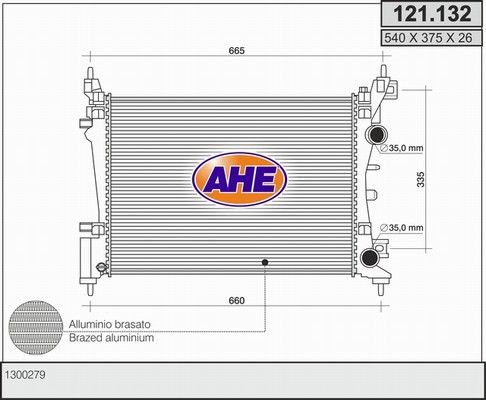 121.132
540 X 375 X 26
665
⌀ 35,0 mm
AHE
335
⌀ 35,0 mm
660
Alluminio brasato
Brazed aluminium
1300279